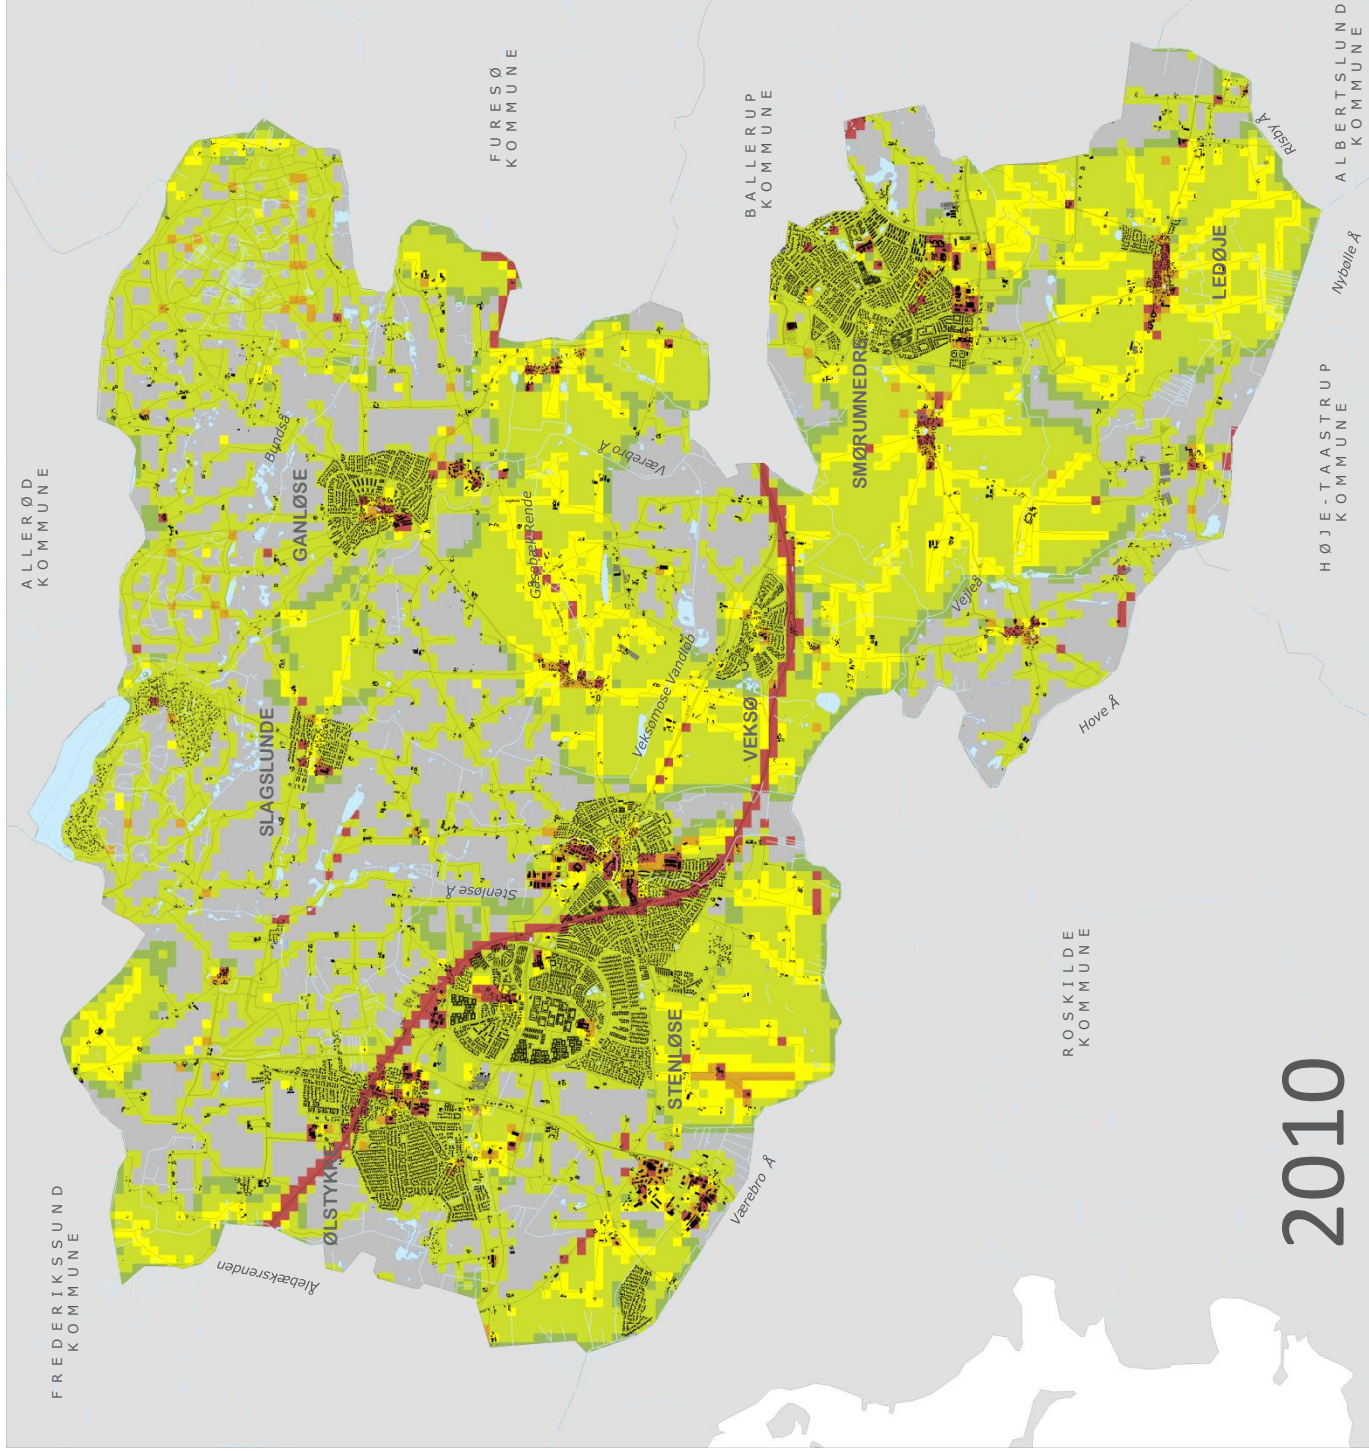 FREDERIKSSUND
KOMMUNE
ALLERØD
KOMMUNE
FURESØ
KOMMUNE
BALLERUP
KOMMUNE
ALBERTSLUND
KOMMUNE
HØJE-TAASTRUP
KOMMUNE
ROSKILDE
KOMMUNE
ØLSTYKKE
STENLØSE
SLAGSLUNDE
GANLØSE
VEKSØ
SMØRUMNEDRE
LEDØJE
Ålebæksrenden
Værebro Å
Stenløse Å
Bundså
Gåsebæk Rende
Værebro Å
Veksømose Vandløb
Vejleå
Hove Å
Nybølle Å
Risby Å
2010